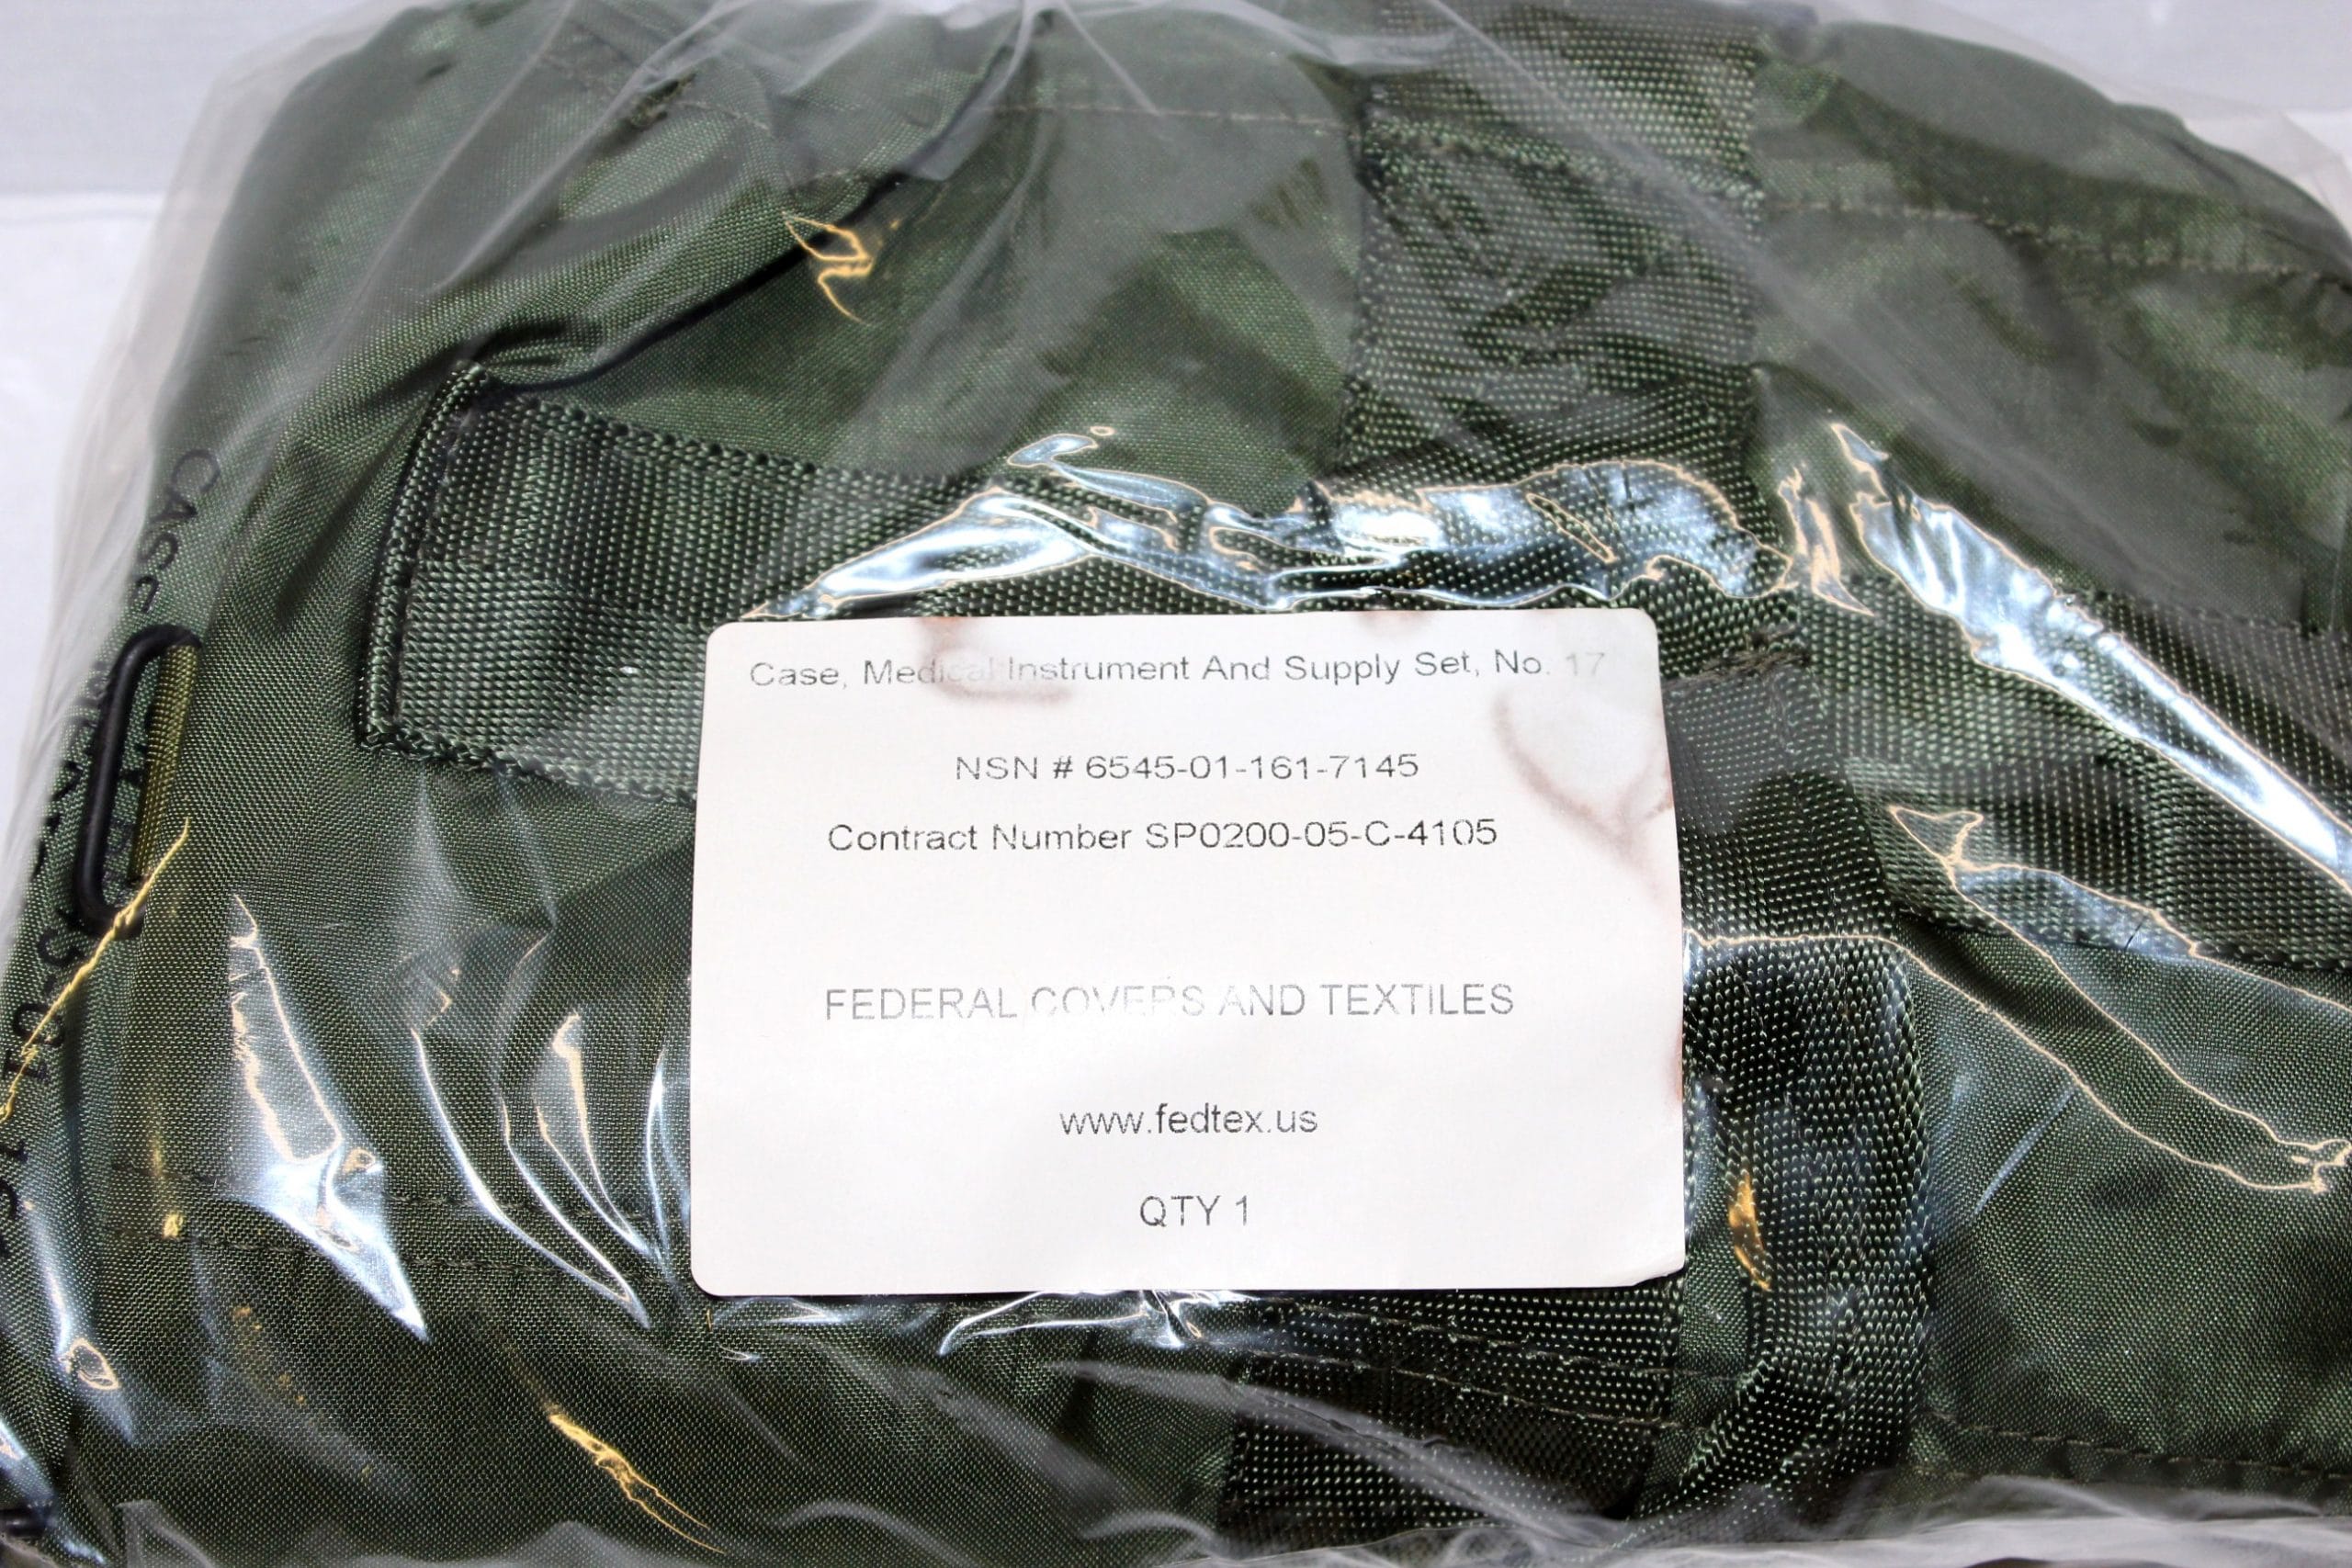 Case, Medical Instrument And Supply Set, No. 17
NSN # 6545-01-161-7145
Contract Number SP0200-05-C-4105
FEDERAL COVERS AND TEXTILES
www.fedtex.us
QTY 1
CASE